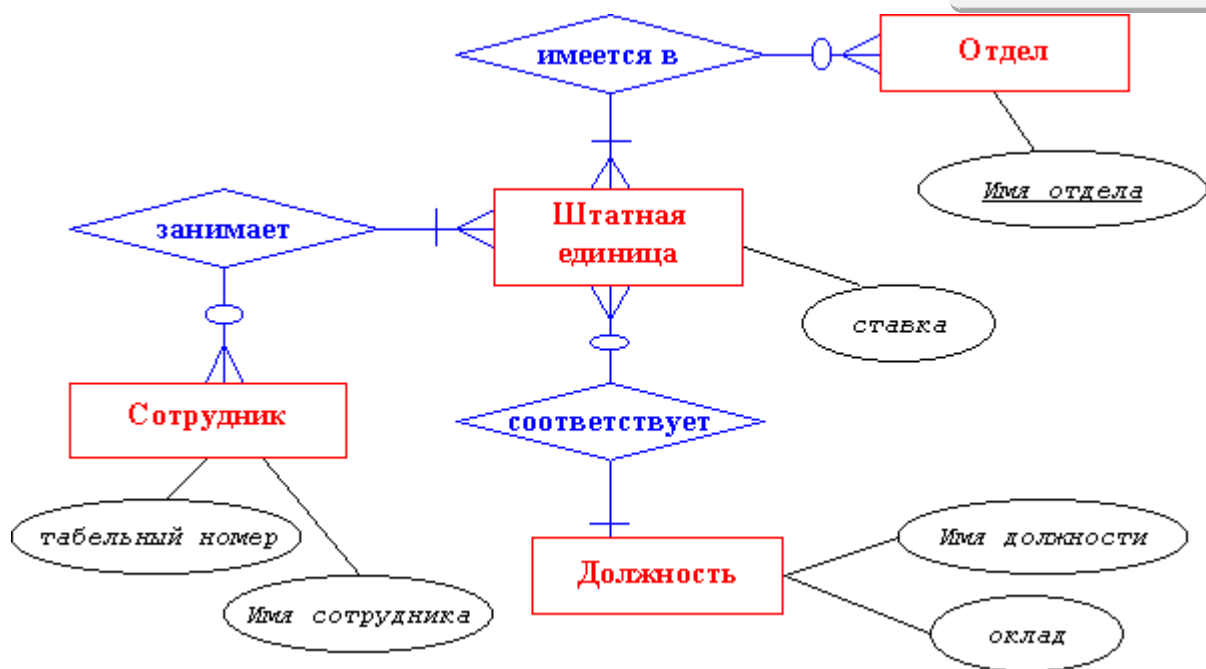 имеется в
Отдел
Имя отдела
занимает
Штатная
единица
ставка
Сотрудник
соответствует
табельный номер
Имя должности
Должность
Имя сотрудника
оклад